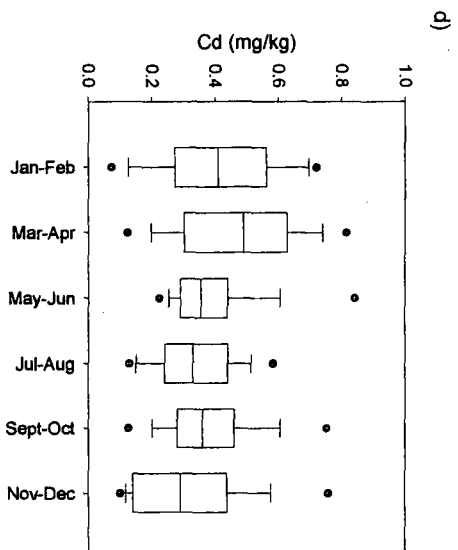 d)
Cd (mg/kg)
0.0
0.2
0.4
0.6
0.8
1.0
Jan-Feb
Mar-Apr
May-Jun
Jul-Aug
Sept-Oct
Nov-Dec